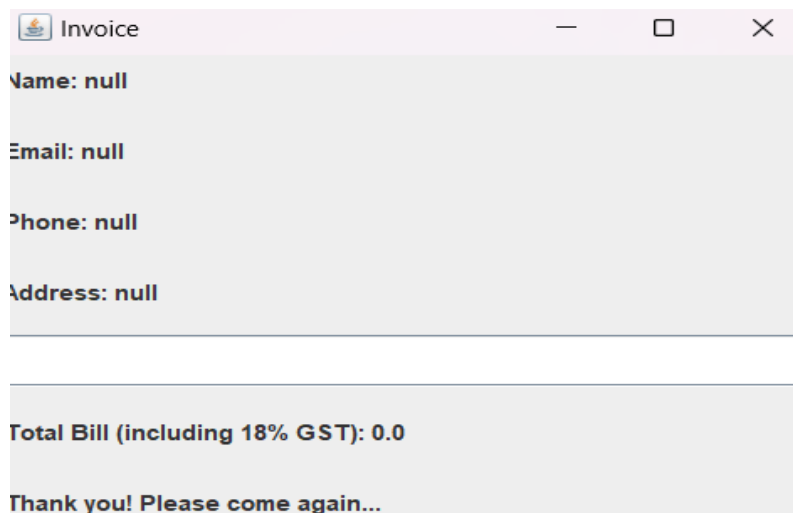 Invoice
Name: null
Email: null
Phone: null
Address: null
Total Bill (including 18% GST): 0.0
Thank you! Please come again...